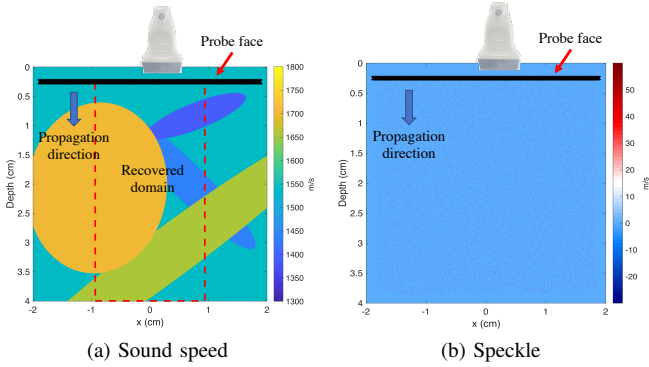 Probe face
0
0.5
1
1.5
2
2.5
3
3.5
4
Depth (cm)
-2
-1
0
1
2
x (cm)
Propagation
direction
Recovered
domain
1800
1750
1700
1650
1600
1550
1500
1450
1400
1350
1300
m/s
(a) Sound speed
Probe face
0
0.5
1
1.5
2
2.5
3
3.5
4
Depth (cm)
-2
-1
0
1
2
x (cm)
Propagation
direction
50
40
30
20
10
0
-10
-20
m/s
(b) Speckle